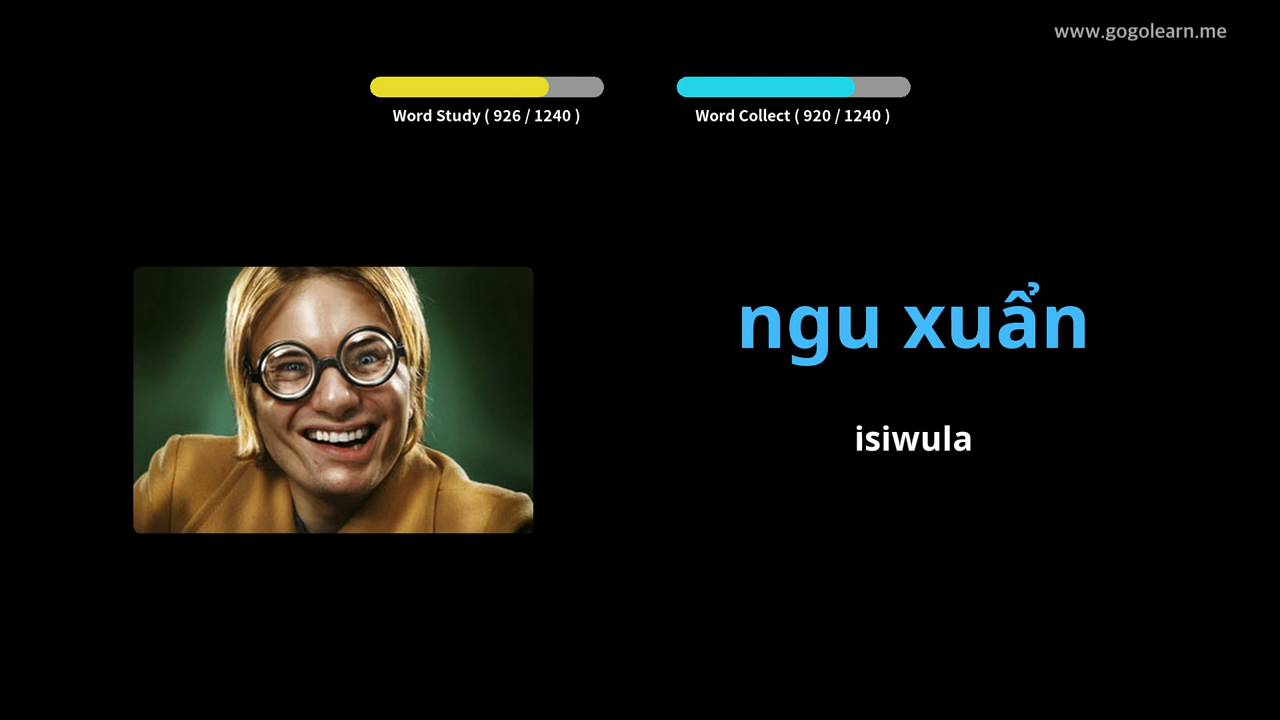 www.gogolearn.me
Word Study ( 926 / 1240 )
Word Collect ( 920 / 1240 )
ngu xuẩn
isiwula